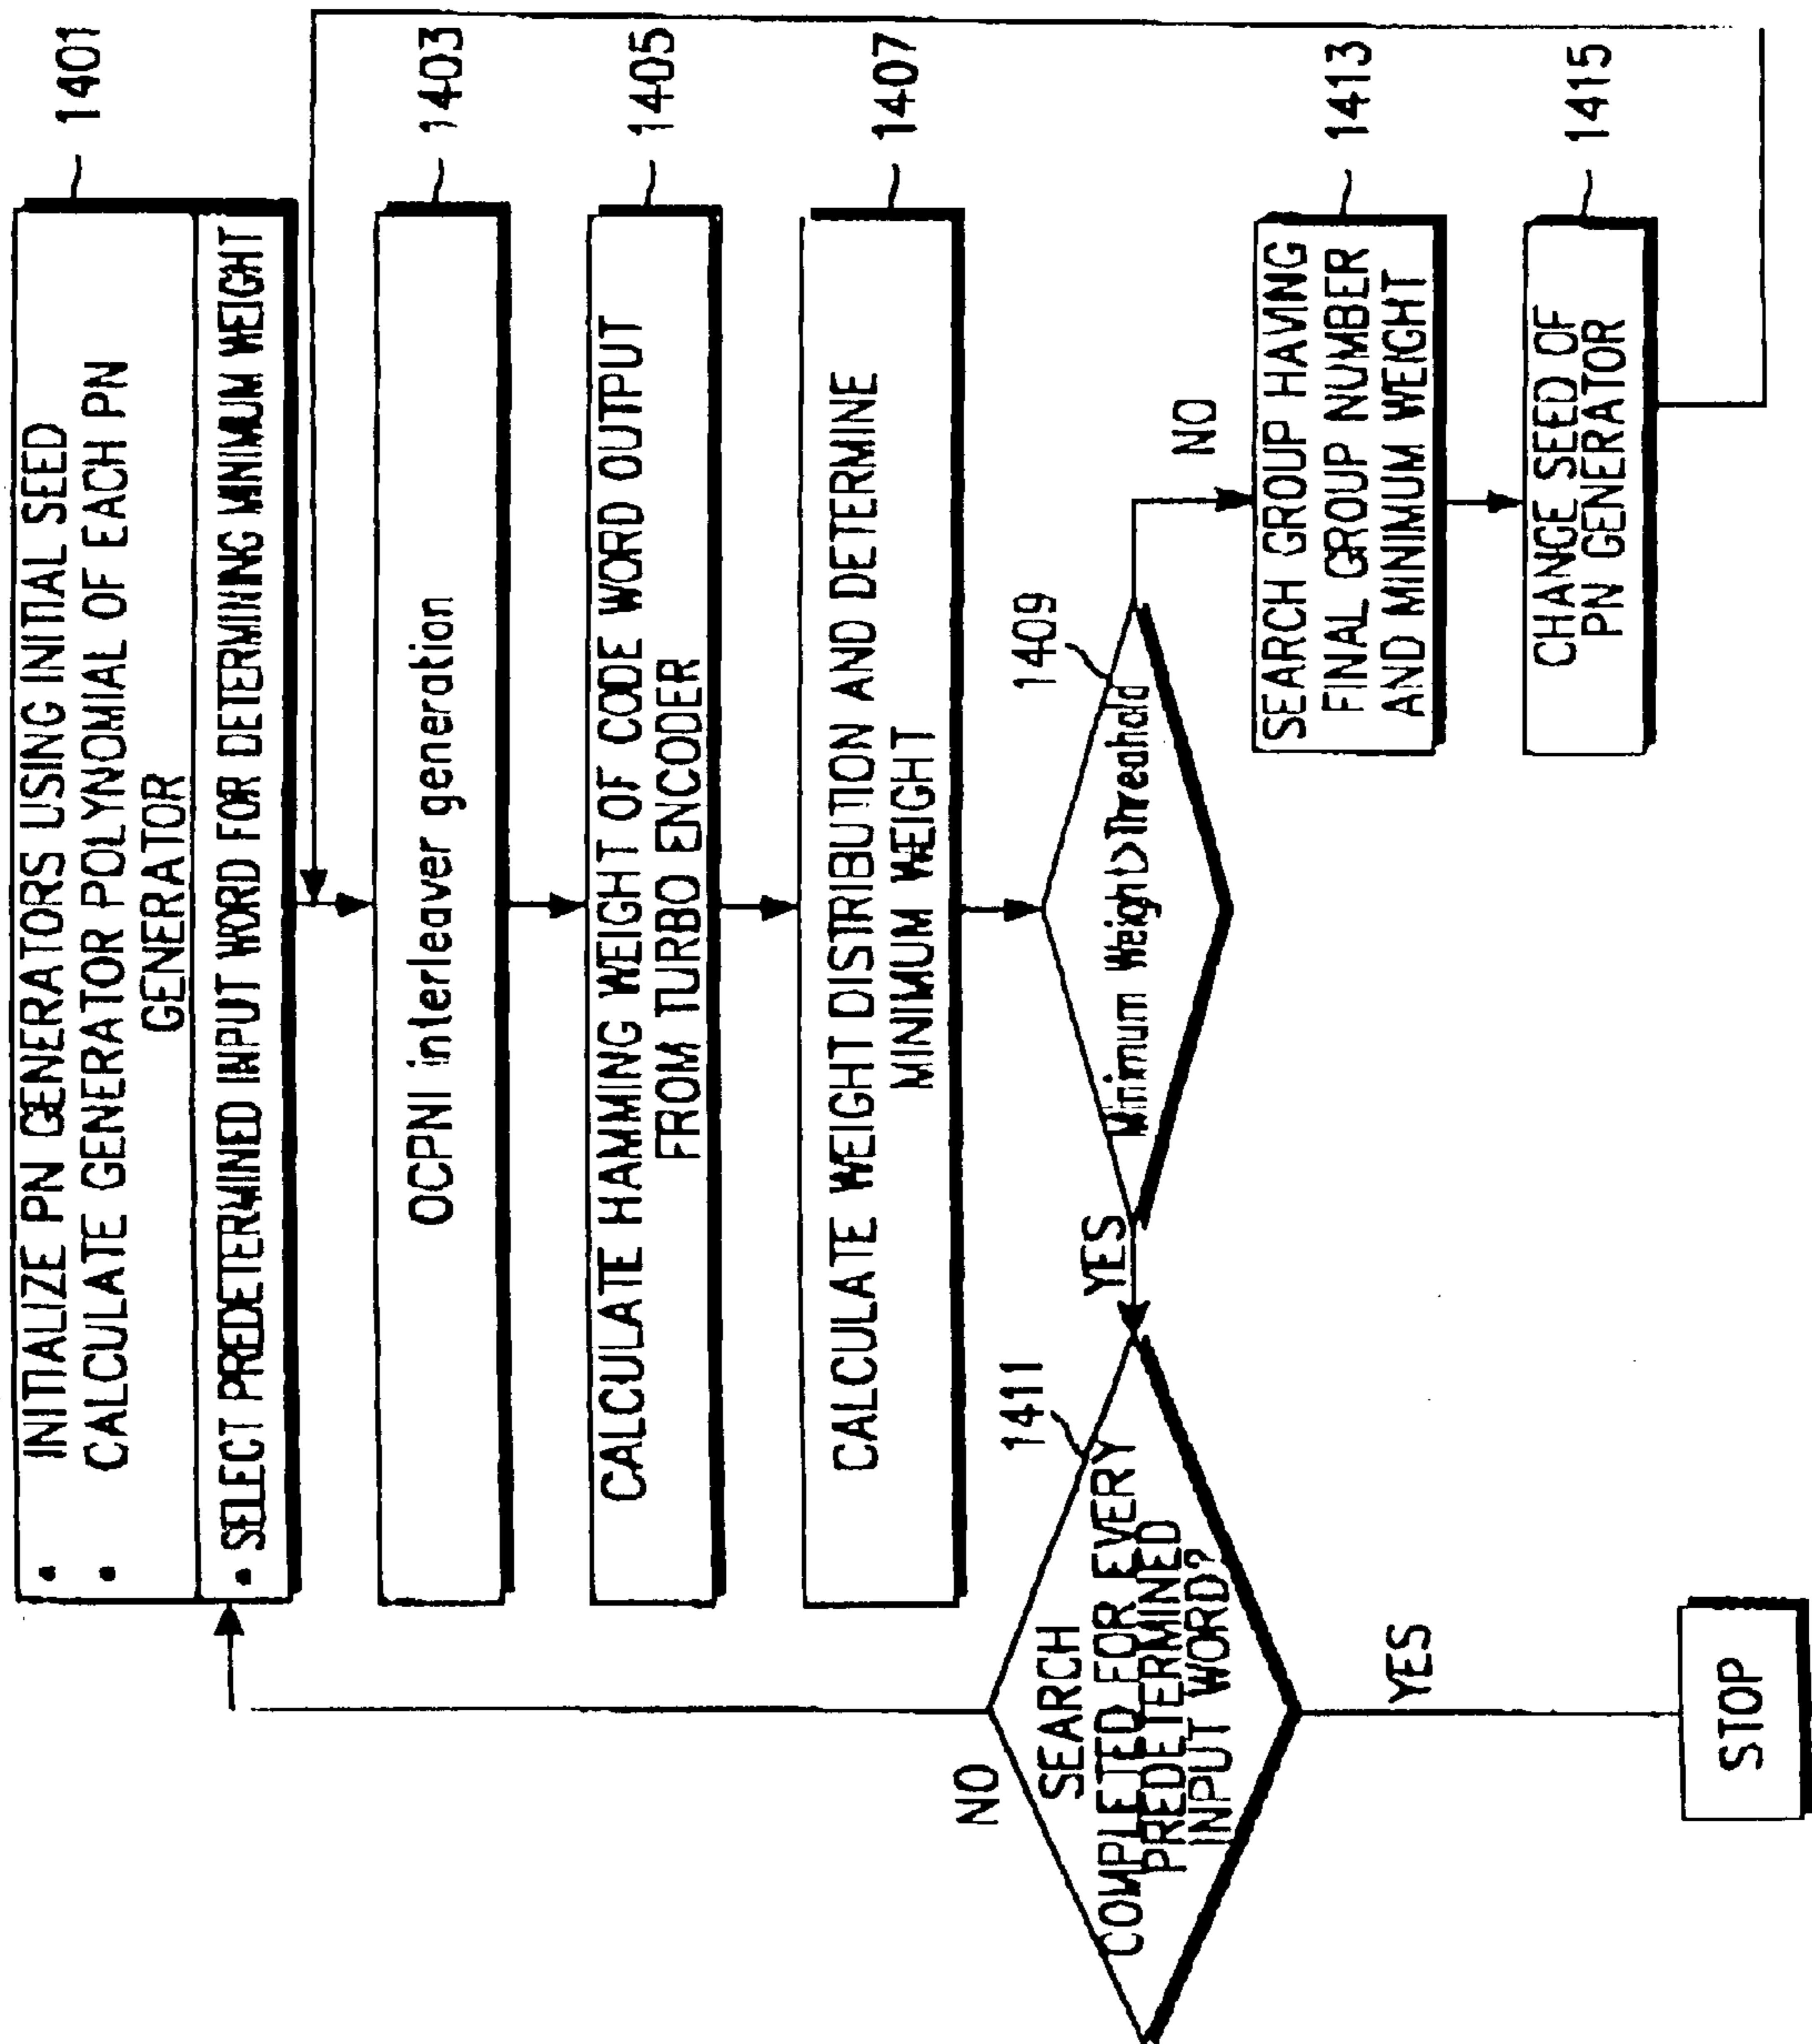 • INITIALIZE PN GENERATORS USING INITIAL SEED
• CALCULATE GENERATOR POLYNOMIAL OF EACH PN
GENERATOR
• SELECT PREDETERMINED INPUT WORD FOR DETERMINING MINIMUM WEIGHT
1401
OCPNI interleaver generation
1403
CALCULATE HAMMING WEIGHT OF CODE WORD OUTPUT
FROM TURBO ENCODER
1405
CALCULATE WEIGHT DISTRIBUTION AND DETERMINE
MINIMUM WEIGHT
1407
Minimum Weight>Threahold
1409
YES
NO
SEARCH
COMPLETED FOR EVERY
PREDETERMINED
INPUT WORD?
1411
NO
YES
SEARCH GROUP HAVING
FINAL GROUP NUMBER
AND MINIMUM WEIGHT
1413
CHANGE SEED OF
PN GENERATOR
1415
STOP